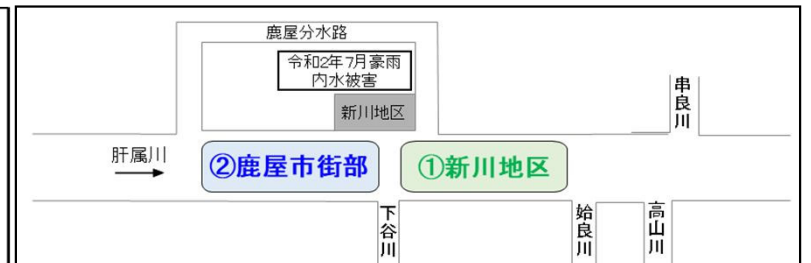 鹿屋分水路
令和2年7月豪雨
内水被害
新川地区
串良川
肝属川
②鹿屋市街部
①新川地区
下谷川
姶良川
高山川